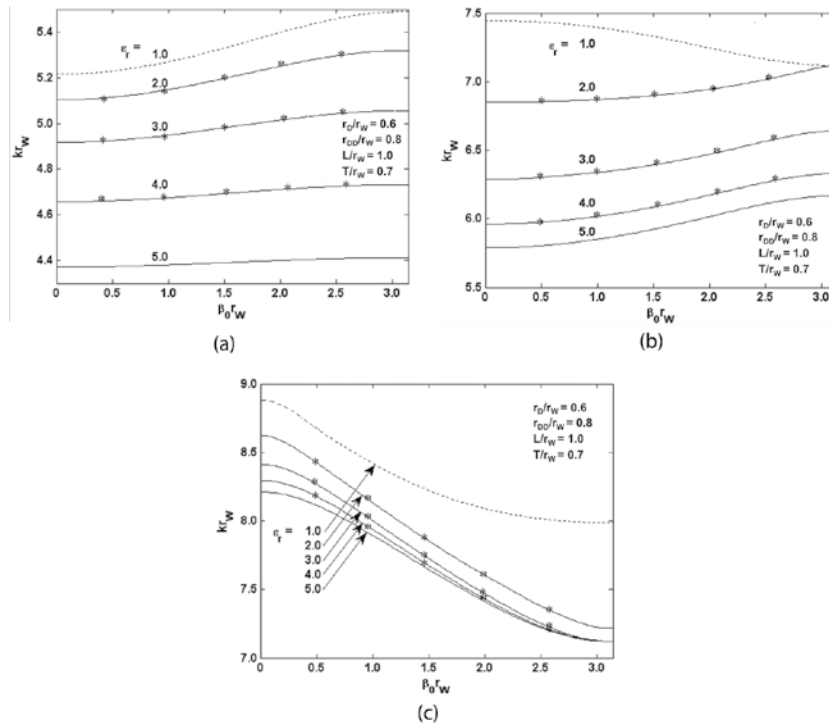 5.5
5.2
5.0
4.8
4.6
4.4
kr_W
ε_r = 1.0
2.0
3.0
4.0
5.0
r_D/r_W = 0.6
r_DD/r_W = 0.8
L/r_W = 1.0
T/r_W = 0.7
0 0.5 1.0 1.5 2.0 2.5 3.0
β_0 r_W
(a)
7.5
7.0
6.5
6.0
5.5
kr_W
ε_r = 1.0
2.0
3.0
4.0
5.0
r_D/r_W = 0.6
r_DD/r_W = 0.8
L/r_W = 1.0
T/r_W = 0.7
0 0.5 1.0 1.5 2.0 2.5 3.0
β_0 r_W
(b)
9.0
8.5
8.0
7.5
7.0
kr_W
r_D/r_W = 0.6
r_DD/r_W = 0.8
L/r_W = 1.0
T/r_W = 0.7
ε_r = 1.0
2.0
3.0
4.0
5.0
0 0.5 1.0 1.5 2.0 2.5 3.0
β_0 r_W
(c)